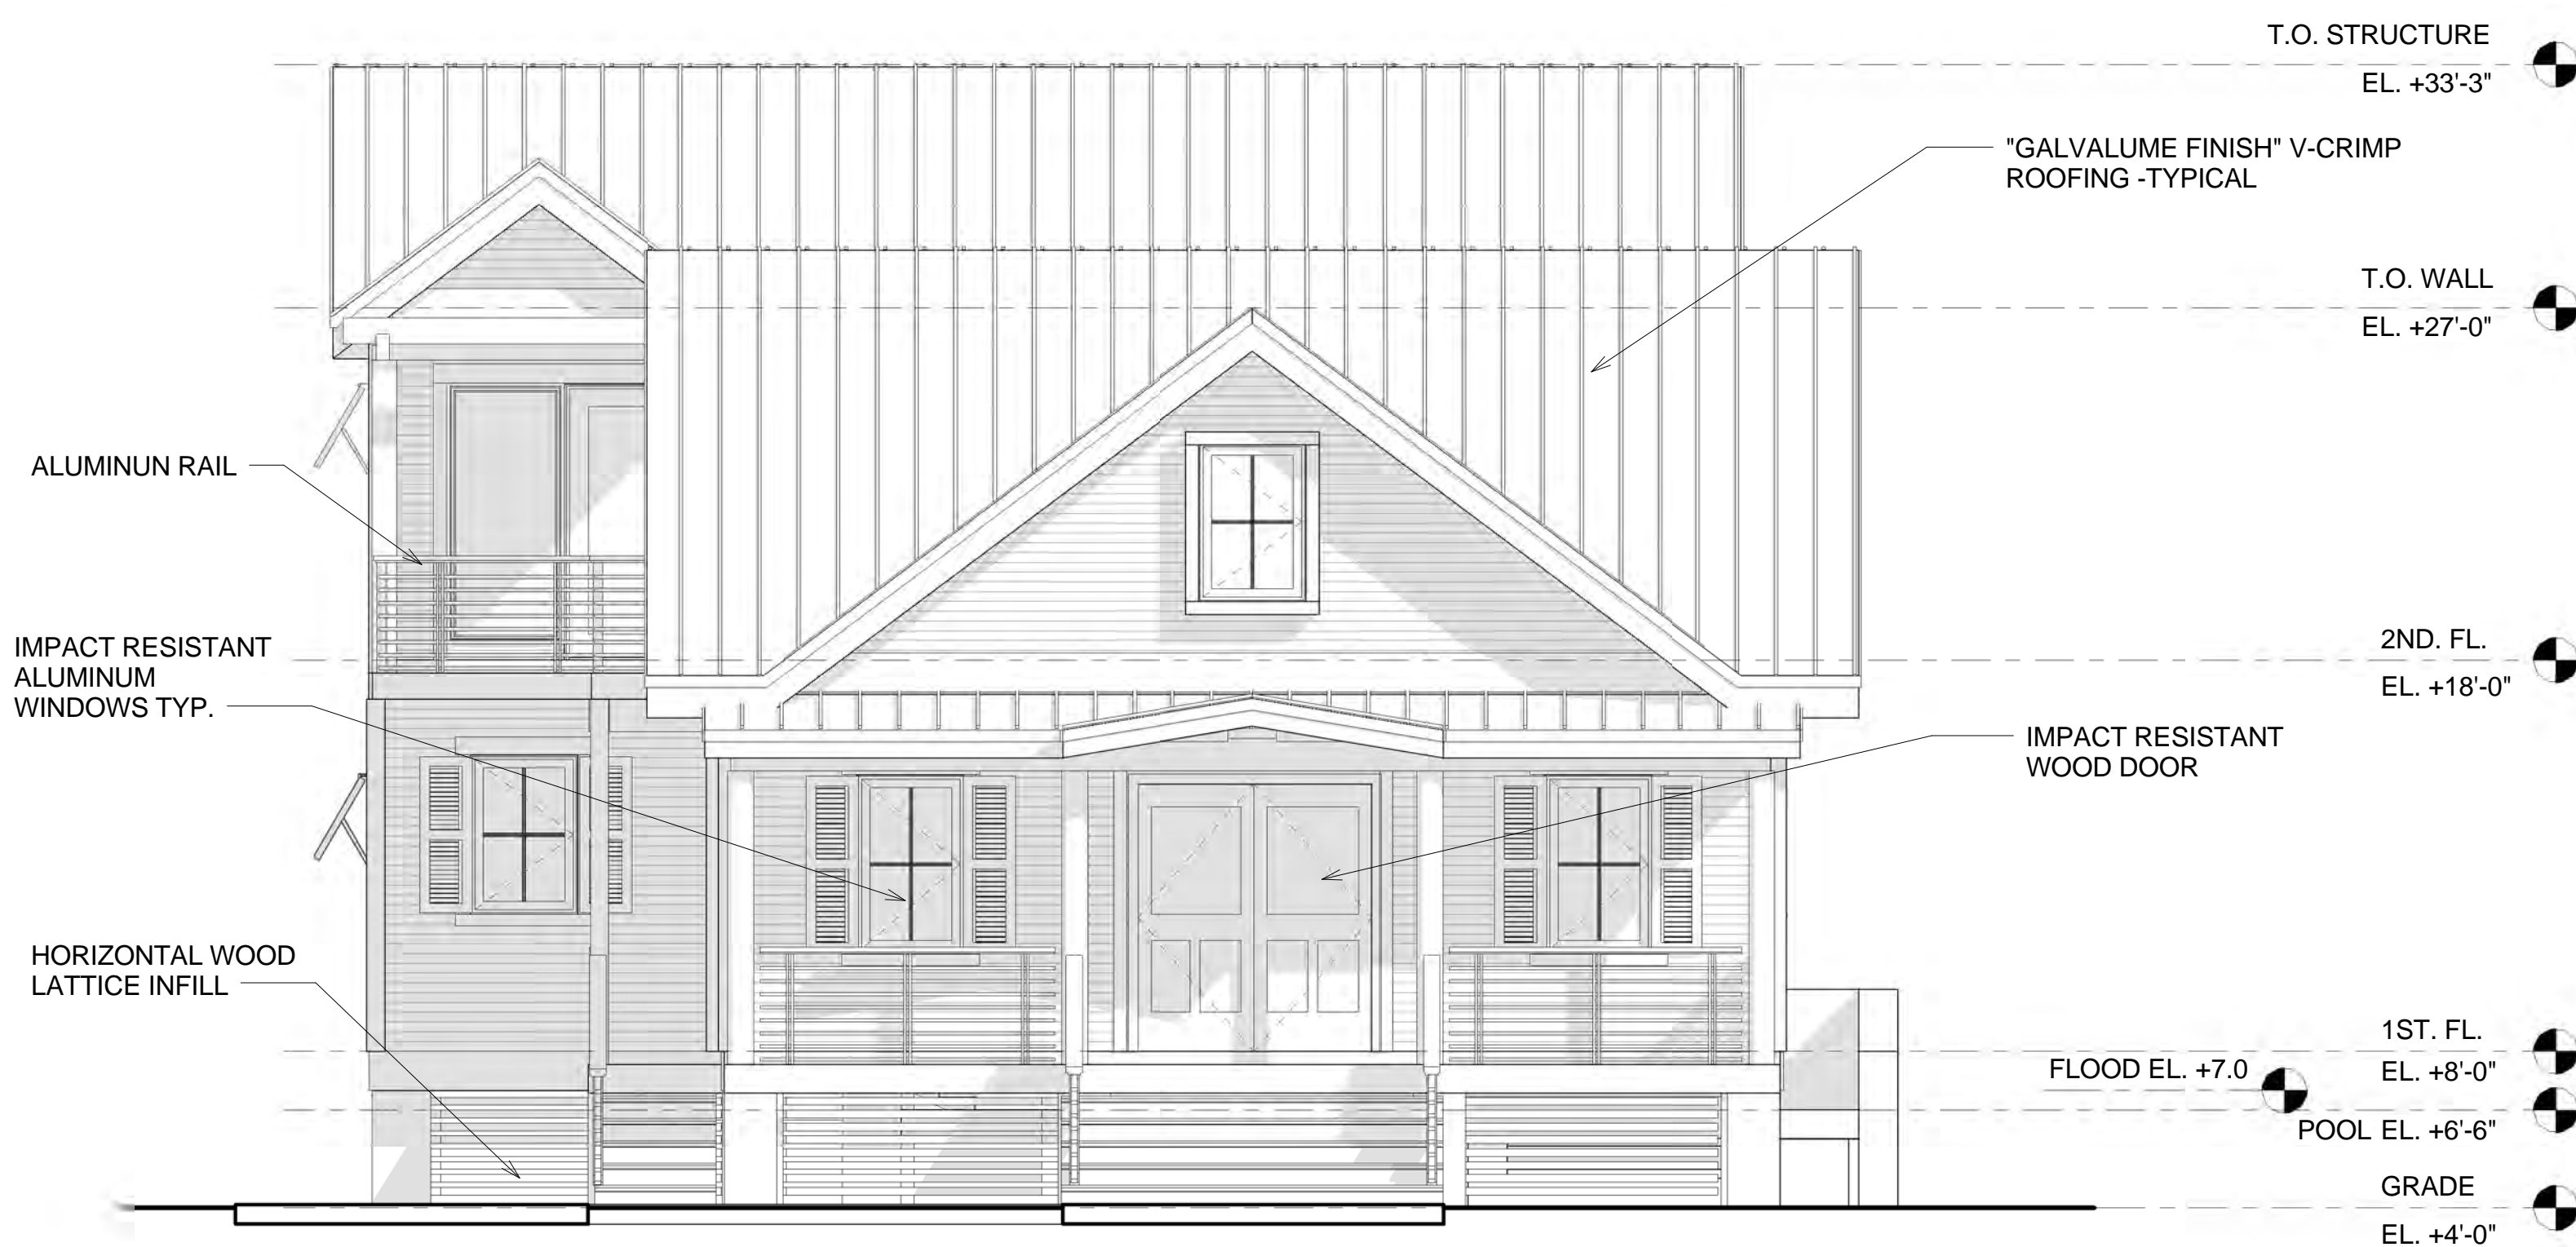 T.O. STRUCTURE
EL. +33'-3"
"GALVALUME FINISH" V-CRIMP
ROOFING -TYPICAL
T.O. WALL
EL. +27'-0"
ALUMINUN RAIL
IMPACT RESISTANT
ALUMINUM
WINDOWS TYP.
2ND. FL.
EL. +18'-0"
IMPACT RESISTANT
WOOD DOOR
HORIZONTAL WOOD
LATTICE INFILL
1ST. FL.
EL. +8'-0"
FLOOD EL. +7.0
POOL EL. +6'-6"
GRADE
EL. +4'-0"